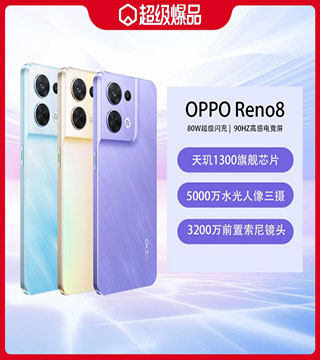 超级爆品
OPPO Reno8
80W超级闪充 | 90HZ高感电竞屏
天玑1300旗舰芯片
5000万水光人像三摄
3200万前置索尼镜头
oppo